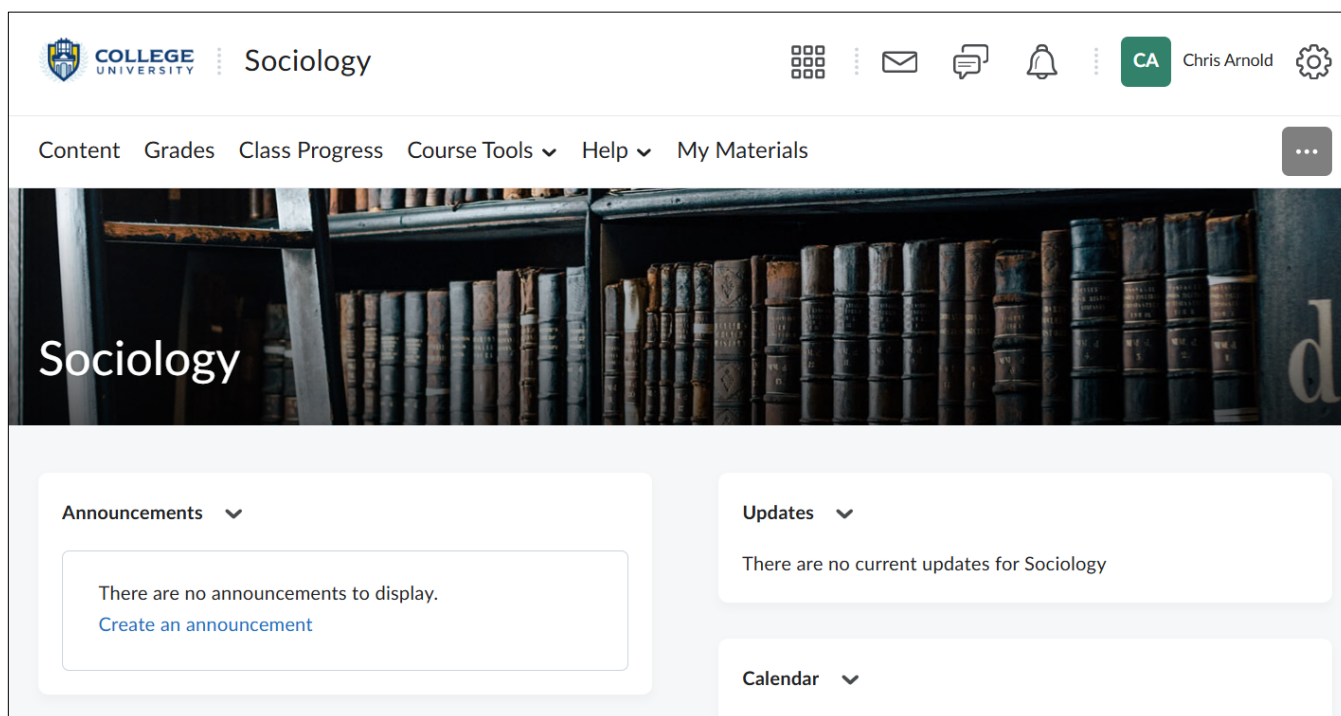 COLLEGE
UNIVERSITY
Sociology
CA
Chris Arnold
Content Grades Class Progress Course Tools Help My Materials
Sociology
d
Announcements
There are no announcements to display.
Create an announcement
Updates
There are no current updates for Sociology
Calendar